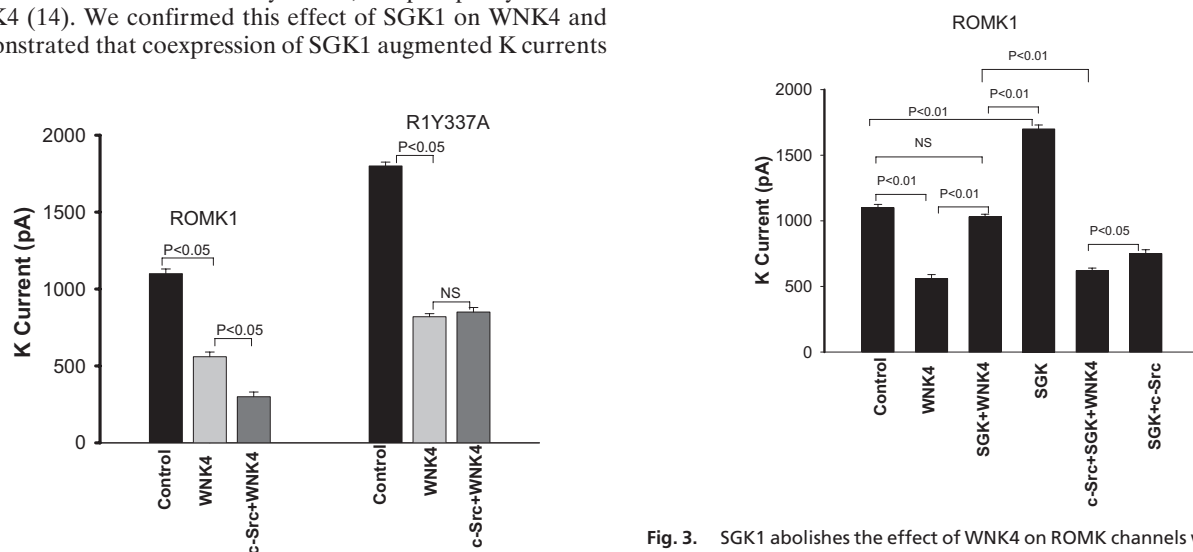 K4 (14). We confirmed this effect of SGK1 on WNK4 and
onstrated that coexpression of SGK1 augmented K currents
K Current (pA)
2000
1500
1000
500
0
ROMK1
P<0.05
P<0.05
R1Y337A
P<0.05
NS
Control
WNK4
c-Src+WNK4
Control
WNK4
c-Src+WNK4
ROMK1
K Current (pA)
2000
1500
1000
500
0
P<0.01
P<0.01
P<0.01
NS
P<0.01
P<0.01
P<0.05
Control
WNK4
SGK+WNK4
SGK
c-Src+SGK+WNK4
SGK+c-Src
Fig. 3. SGK1 abolishes the effect of WNK4 on ROMK channels